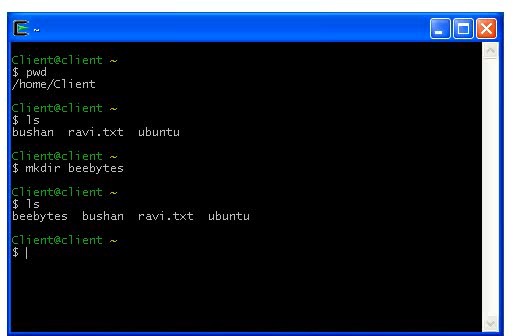 ~
Client@client ~
$ pwd
/home/Client
Client@client ~
$ ls
bushan  ravi.txt  ubuntu
Client@client ~
$ mkdir beebytes
Client@client ~
$ ls
beebytes  bushan  ravi.txt  ubuntu
Client@client ~
$